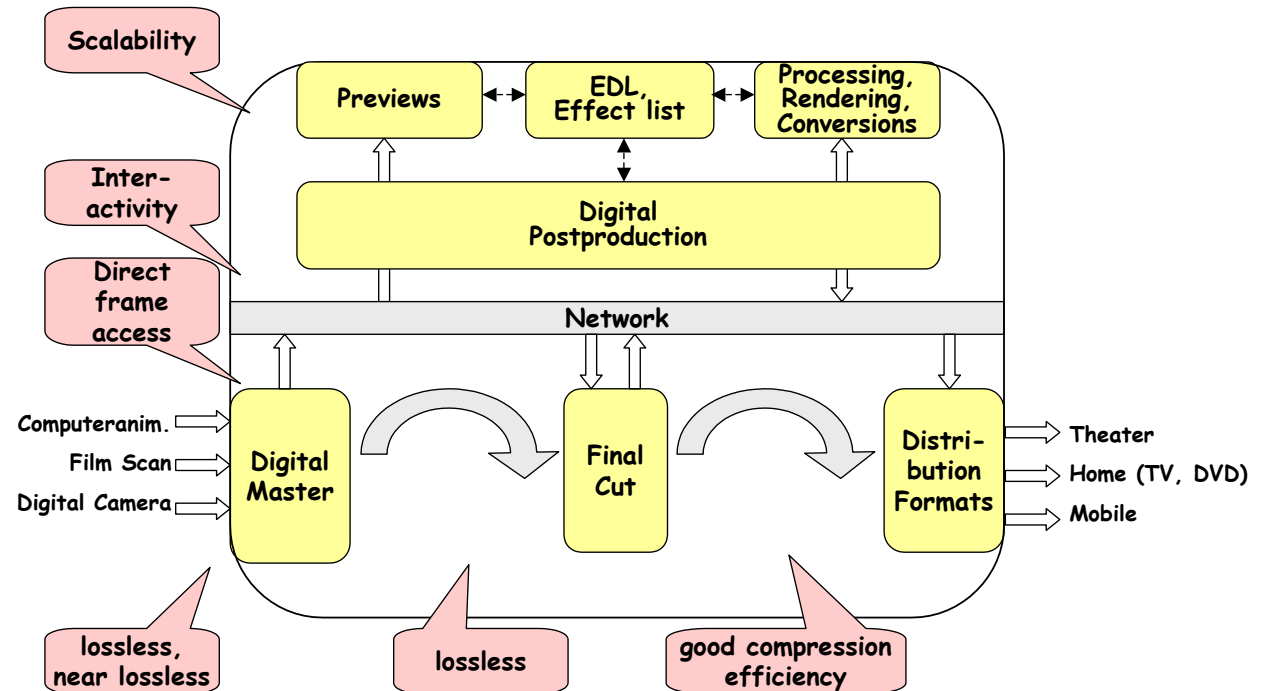 Scalability
Previews
EDL,
Effect list
Processing,
Rendering,
Conversions
Inter-
activity
Digital
Postproduction
Direct
frame
access
Network
Computeranim.
Film Scan
Digital Camera
Digital
Master
Final
Cut
Distri-
bution
Formats
Theater
Home (TV, DVD)
Mobile
lossless,
near lossless
lossless
good compression
efficiency